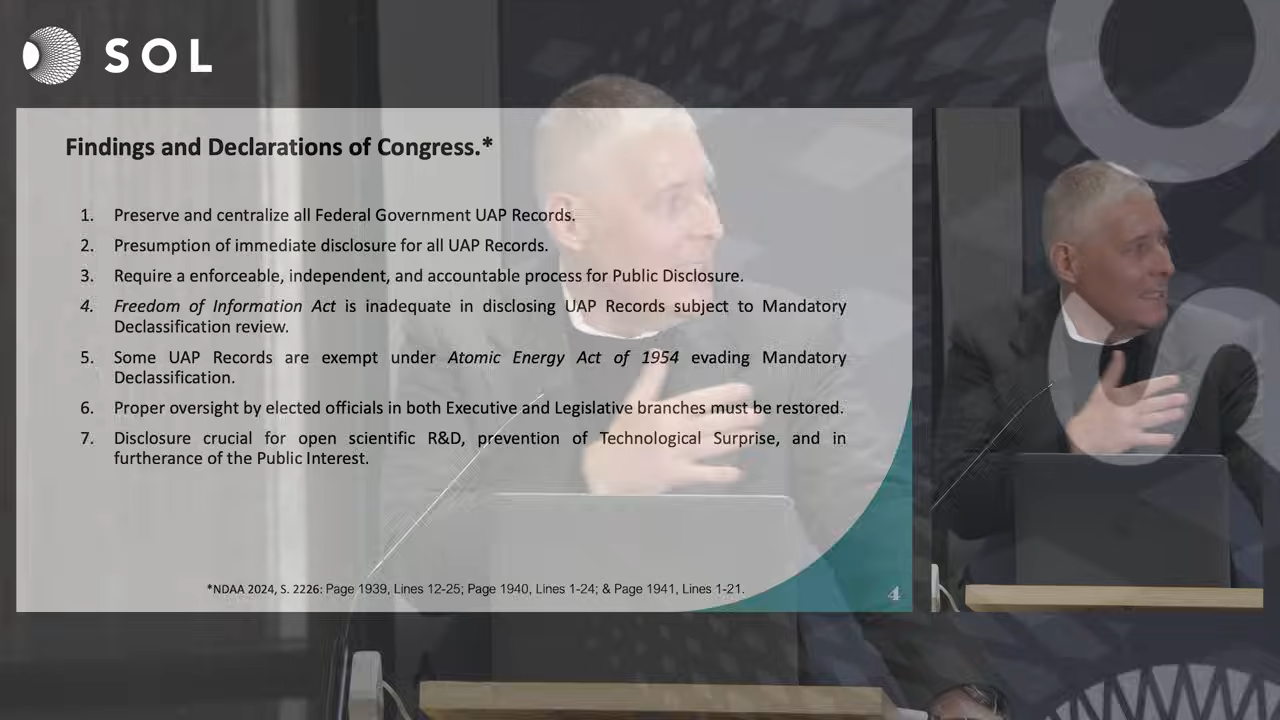 SOL
Findings and Declarations of Congress.*
1. Preserve and centralize all Federal Government UAP Records.
2. Presumption of immediate disclosure for all UAP Records.
3. Require a enforceable, independent, and accountable process for Public Disclosure.
4. Freedom of Information Act is inadequate in disclosing UAP Records subject to Mandatory
Declassification review.
5. Some UAP Records are exempt under Atomic Energy Act of 1954 evading Mandatory
Declassification.
6. Proper oversight by elected officials in both Executive and Legislative branches must be restored.
7. Disclosure crucial for open scientific R&D, prevention of Technological Surprise, and in
furtherance of the Public Interest.
*NDAA 2024, S. 2226: Page 1939, Lines 12-25; Page 1940, Lines 1-24; & Page 1941, Lines 1-21.
4